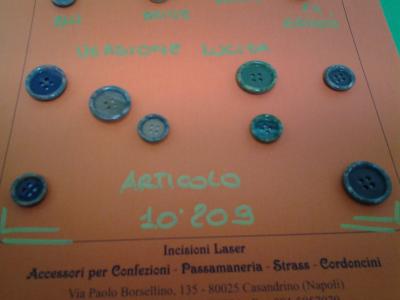 VERSIONE LUCIDA
ARTICOLO
10.209
Incisioni Laser
Accessori per Confezioni - Passamaneria - Strass - Cordoncini
Via Paolo Borsellino, 135 - 80025 Casandrino (Napoli)